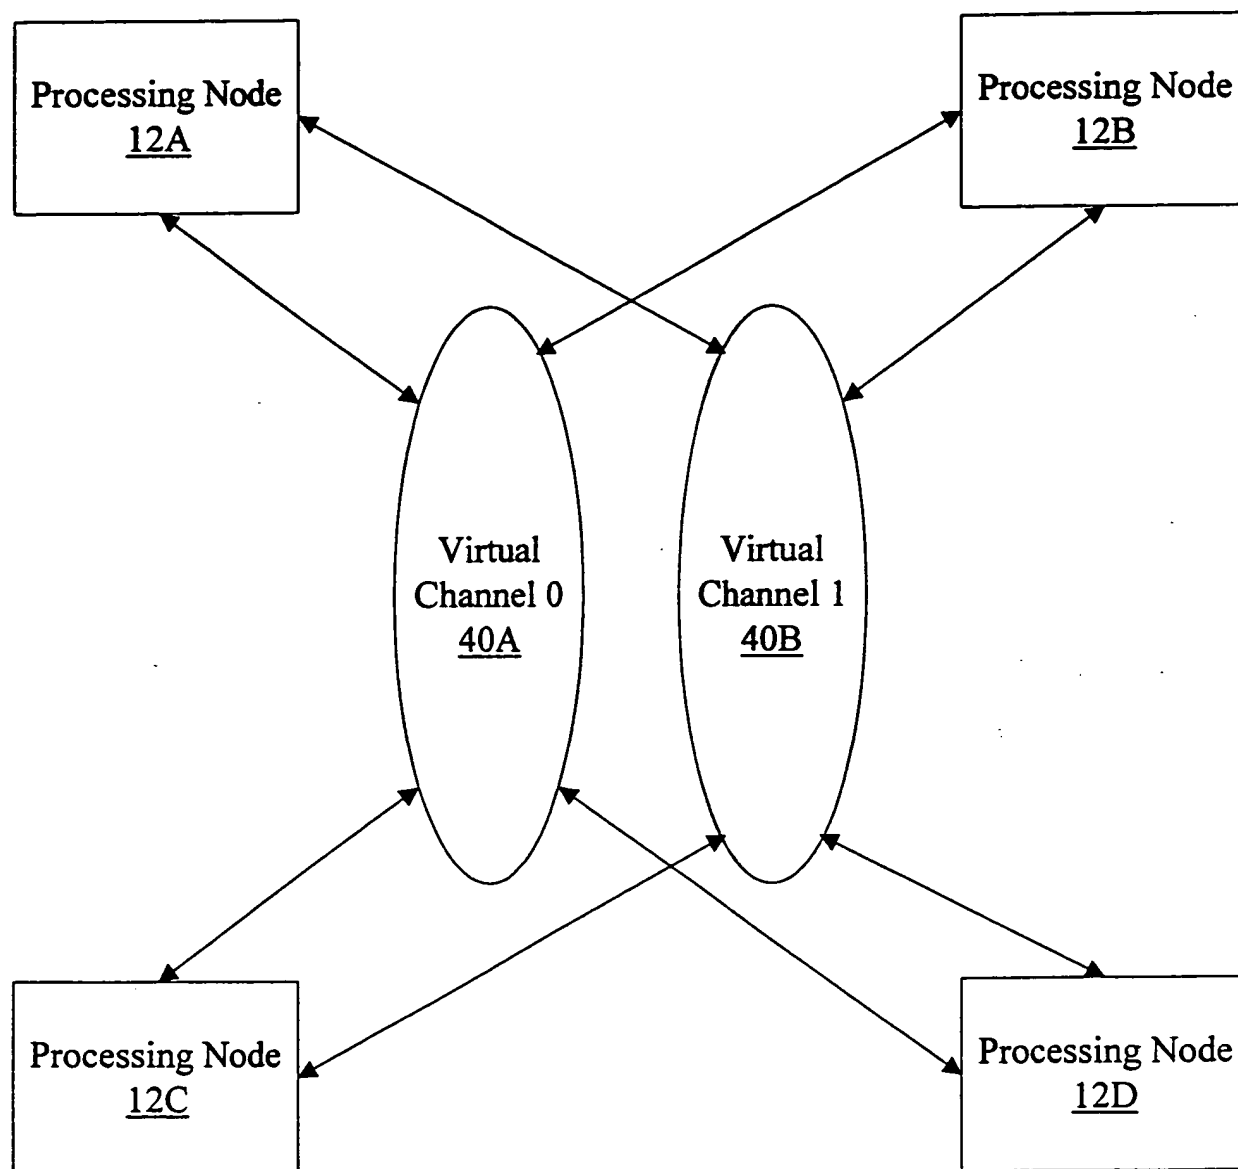 Processing Node
12A
Processing Node
12B
Virtual
Channel 0
40A
Virtual
Channel 1
40B
Processing Node
12C
Processing Node
12D